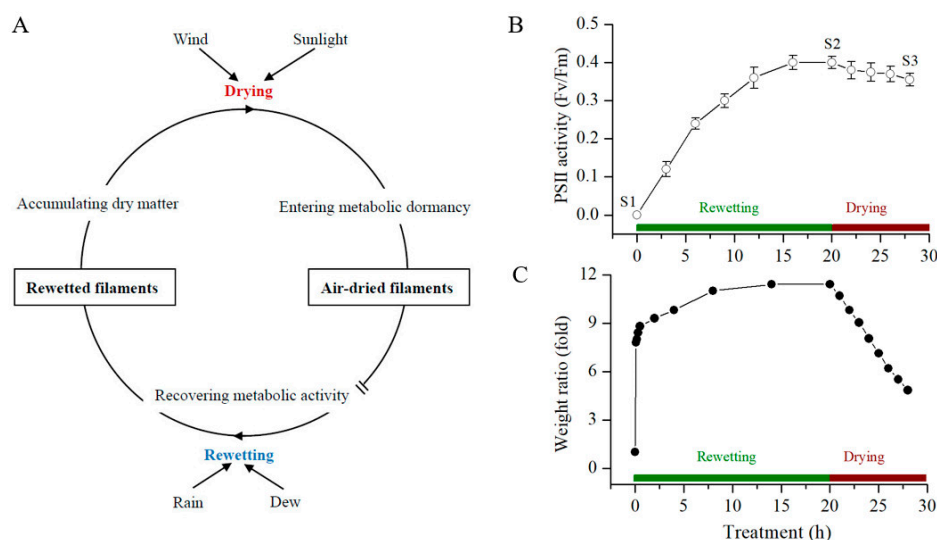 A
Wind
Sunlight
Drying
Accumulating dry matter
Entering metabolic dormancy
Rewetted filaments
Air-dried filaments
Recovering metabolic activity
Rewetting
Rain
Dew
B
PSII activity (Fv/Fm)
0.5
0.4
0.3
0.2
0.1
0.0
S1
S2
S3
Rewetting
Drying
0 5 10 15 20 25 30
C
Weight ratio (fold)
12
9
6
3
0
Rewetting
Drying
0 5 10 15 20 25 30
Treatment (h)